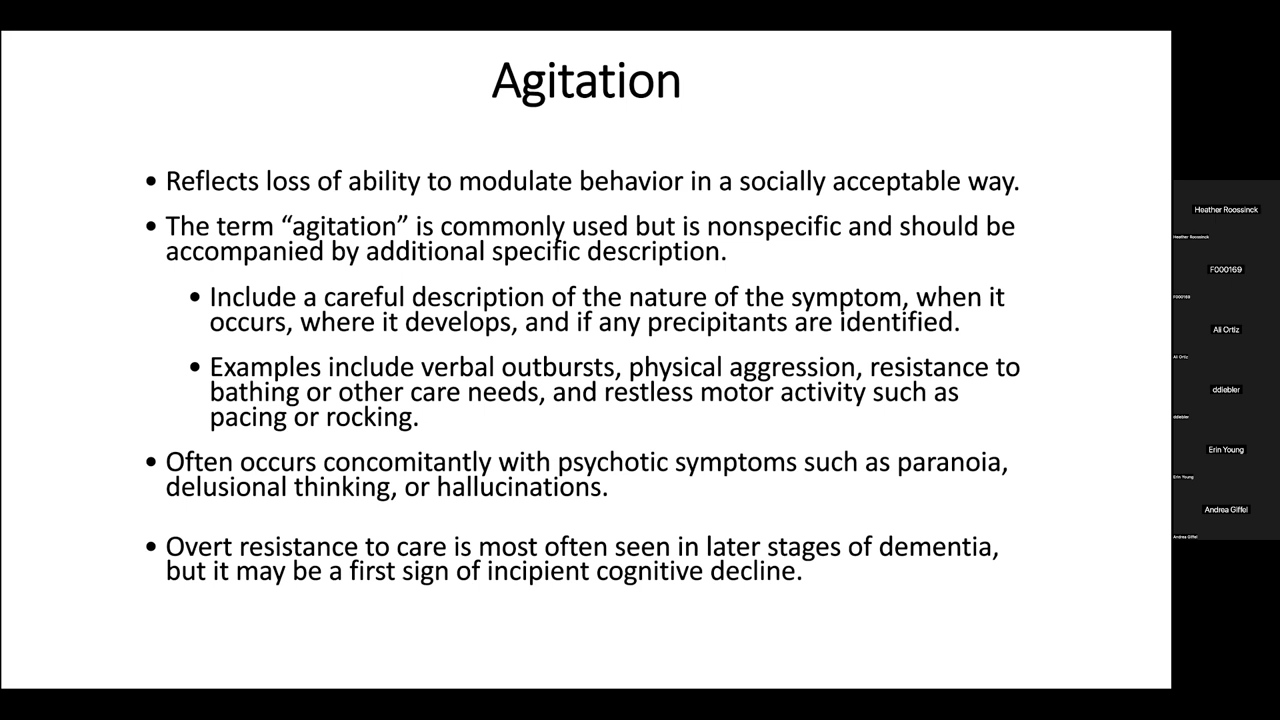 Agitation
• Reflects loss of ability to modulate behavior in a socially acceptable way.
• The term “agitation” is commonly used but is nonspecific and should be
accompanied by additional specific description.
• Include a careful description of the nature of the symptom, when it
occurs, where it develops, and if any precipitants are identified.
• Examples include verbal outbursts, physical aggression, resistance to
bathing or other care needs, and restless motor activity such as
pacing or rocking.
• Often occurs concomitantly with psychotic symptoms such as paranoia,
delusional thinking, or hallucinations.
• Overt resistance to care is most often seen in later stages of dementia,
but it may be a first sign of incipient cognitive decline.
Heather Roossinck
Heather Roossinck
F000169
F000169
Ali Ortiz
Ali Ortiz
ddiebler
ddiebler
Erin Young
Erin Young
Andrea Giffel
Andrea Giffel